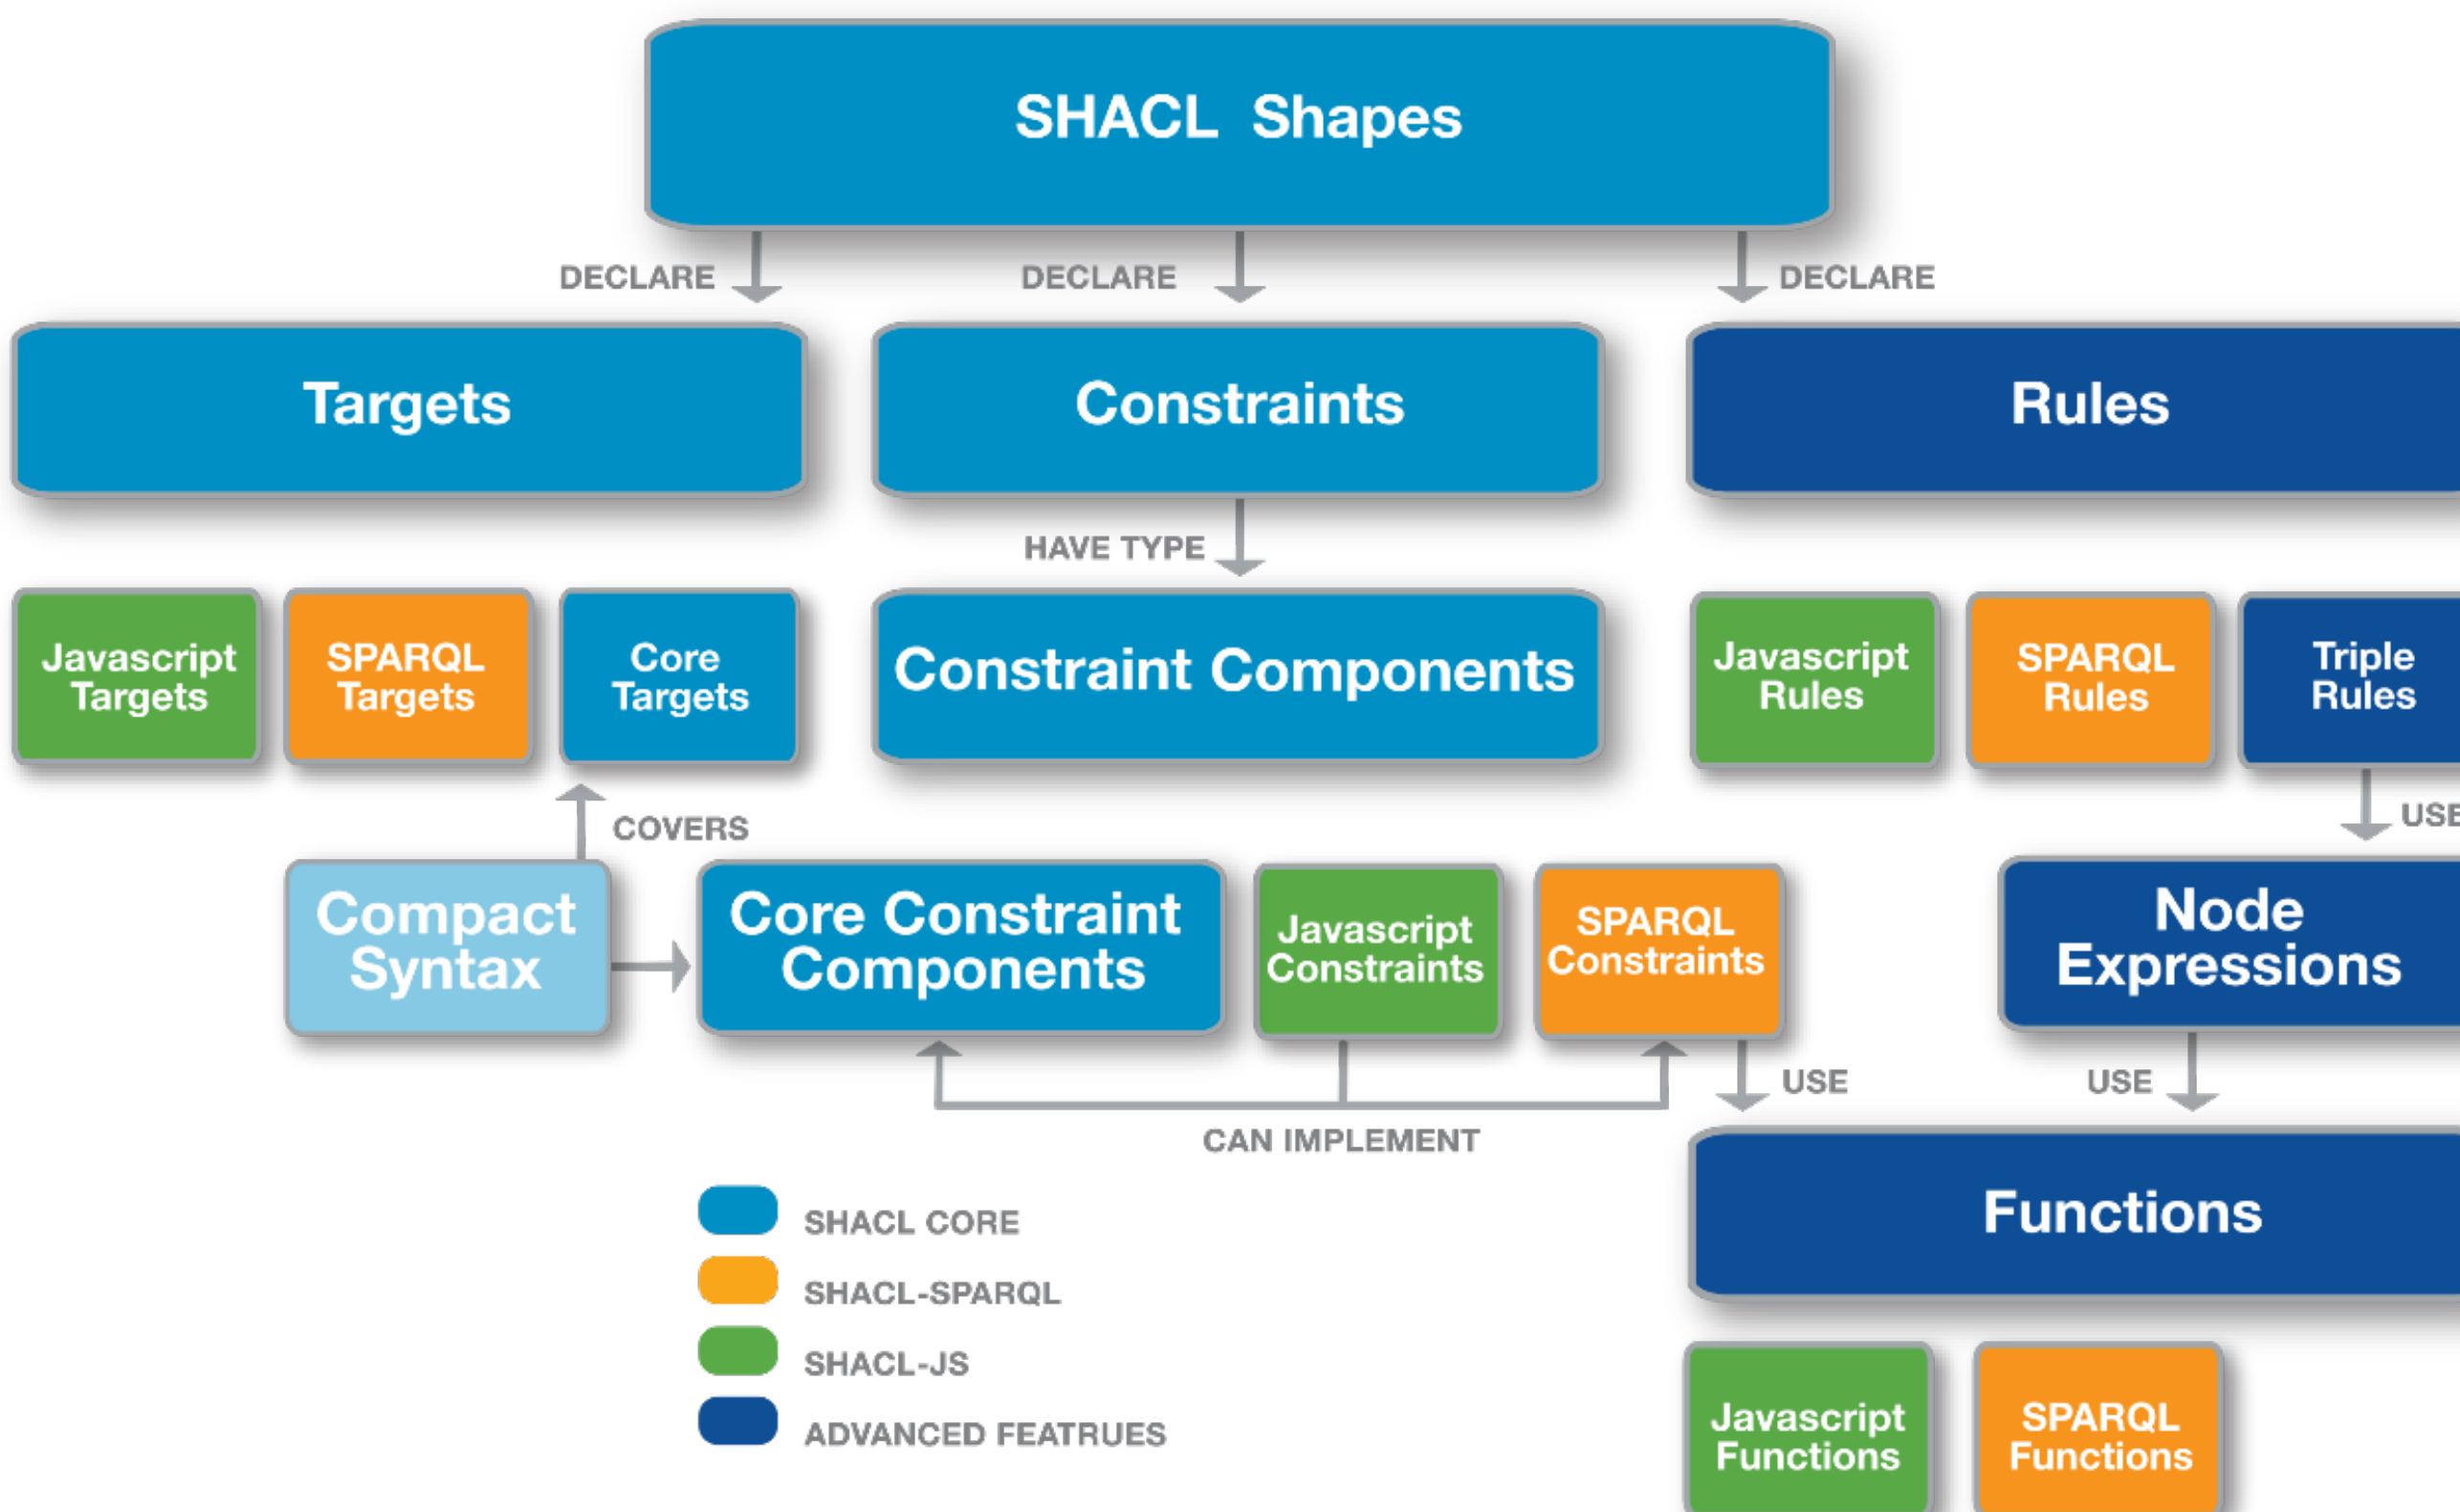 SHACL Shapes
DECLARE
DECLARE
DECLARE
Targets
Constraints
Rules
HAVE TYPE
Javascript
Targets
SPARQL
Targets
Core
Targets
Constraint Components
Javascript
Rules
SPARQL
Rules
Triple
Rules
COVERS
USE
Compact
Syntax
Core Constraint
Components
Javascript
Constraints
SPARQL
Constraints
Node
Expressions
USE
USE
CAN IMPLEMENT
Functions
SHACL CORE
SHACL-SPARQL
SHACL-JS
ADVANCED FEATRUES
Javascript
Functions
SPARQL
Functions